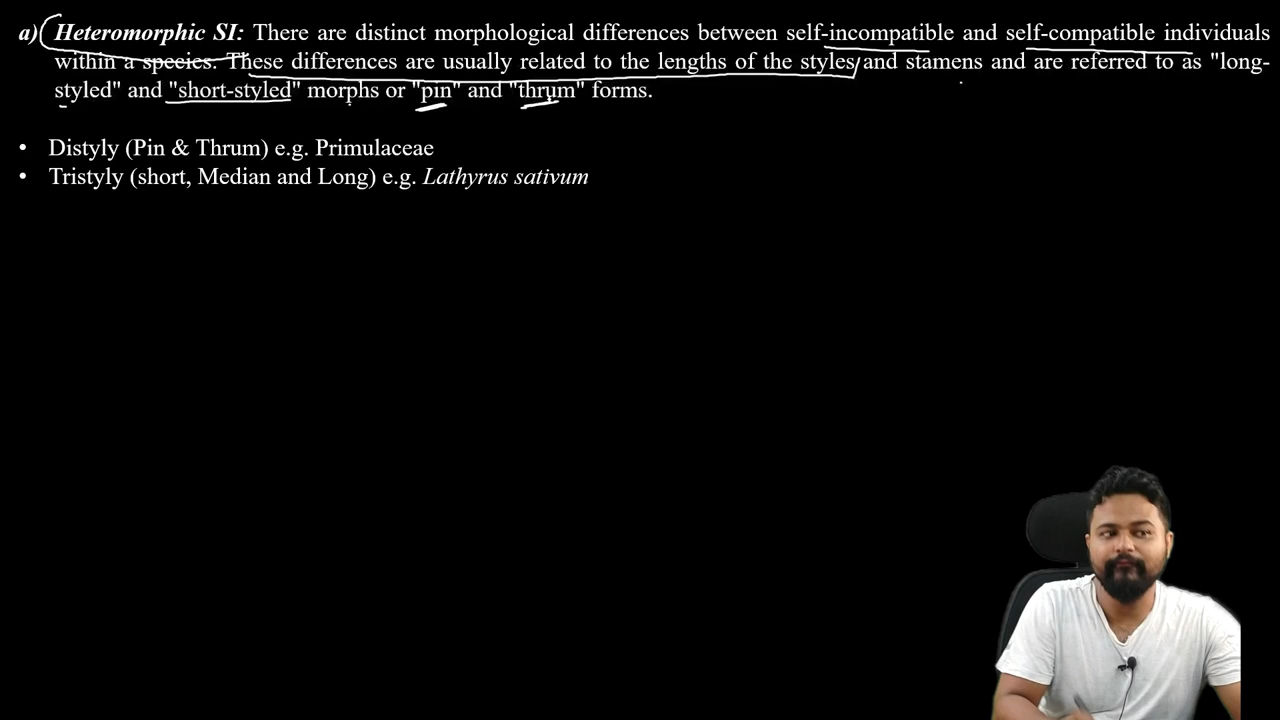 a) Heteromorphic SI: There are distinct morphological differences between self-incompatible and self-compatible individuals
within a species. These differences are usually related to the lengths of the styles and stamens and are referred to as "long-
styled" and "short-styled" morphs or "pin" and "thrum" forms.
• Distyly (Pin & Thrum) e.g. Primulaceae
• Tristyly (short, Median and Long) e.g. Lathyrus sativum